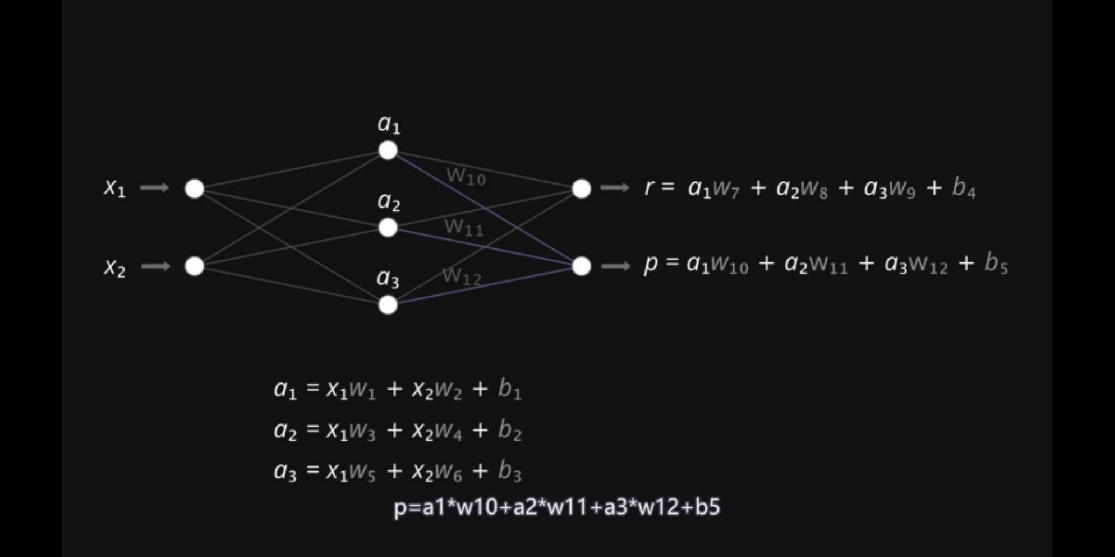 a₁
w₁₀
x₁ → → r = a₁w₇ + a₂w₈ + a₃w₉ + b₄
a₂
w₁₁
x₂ → → p = a₁w₁₀ + a₂w₁₁ + a₃w₁₂ + b₅
a₃
w₁₂
a₁ = x₁w₁ + x₂w₂ + b₁
a₂ = x₁w₃ + x₂w₄ + b₂
a₃ = x₁w₅ + x₂w₆ + b₃
p=a1*w10+a2*w11+a3*w12+b5